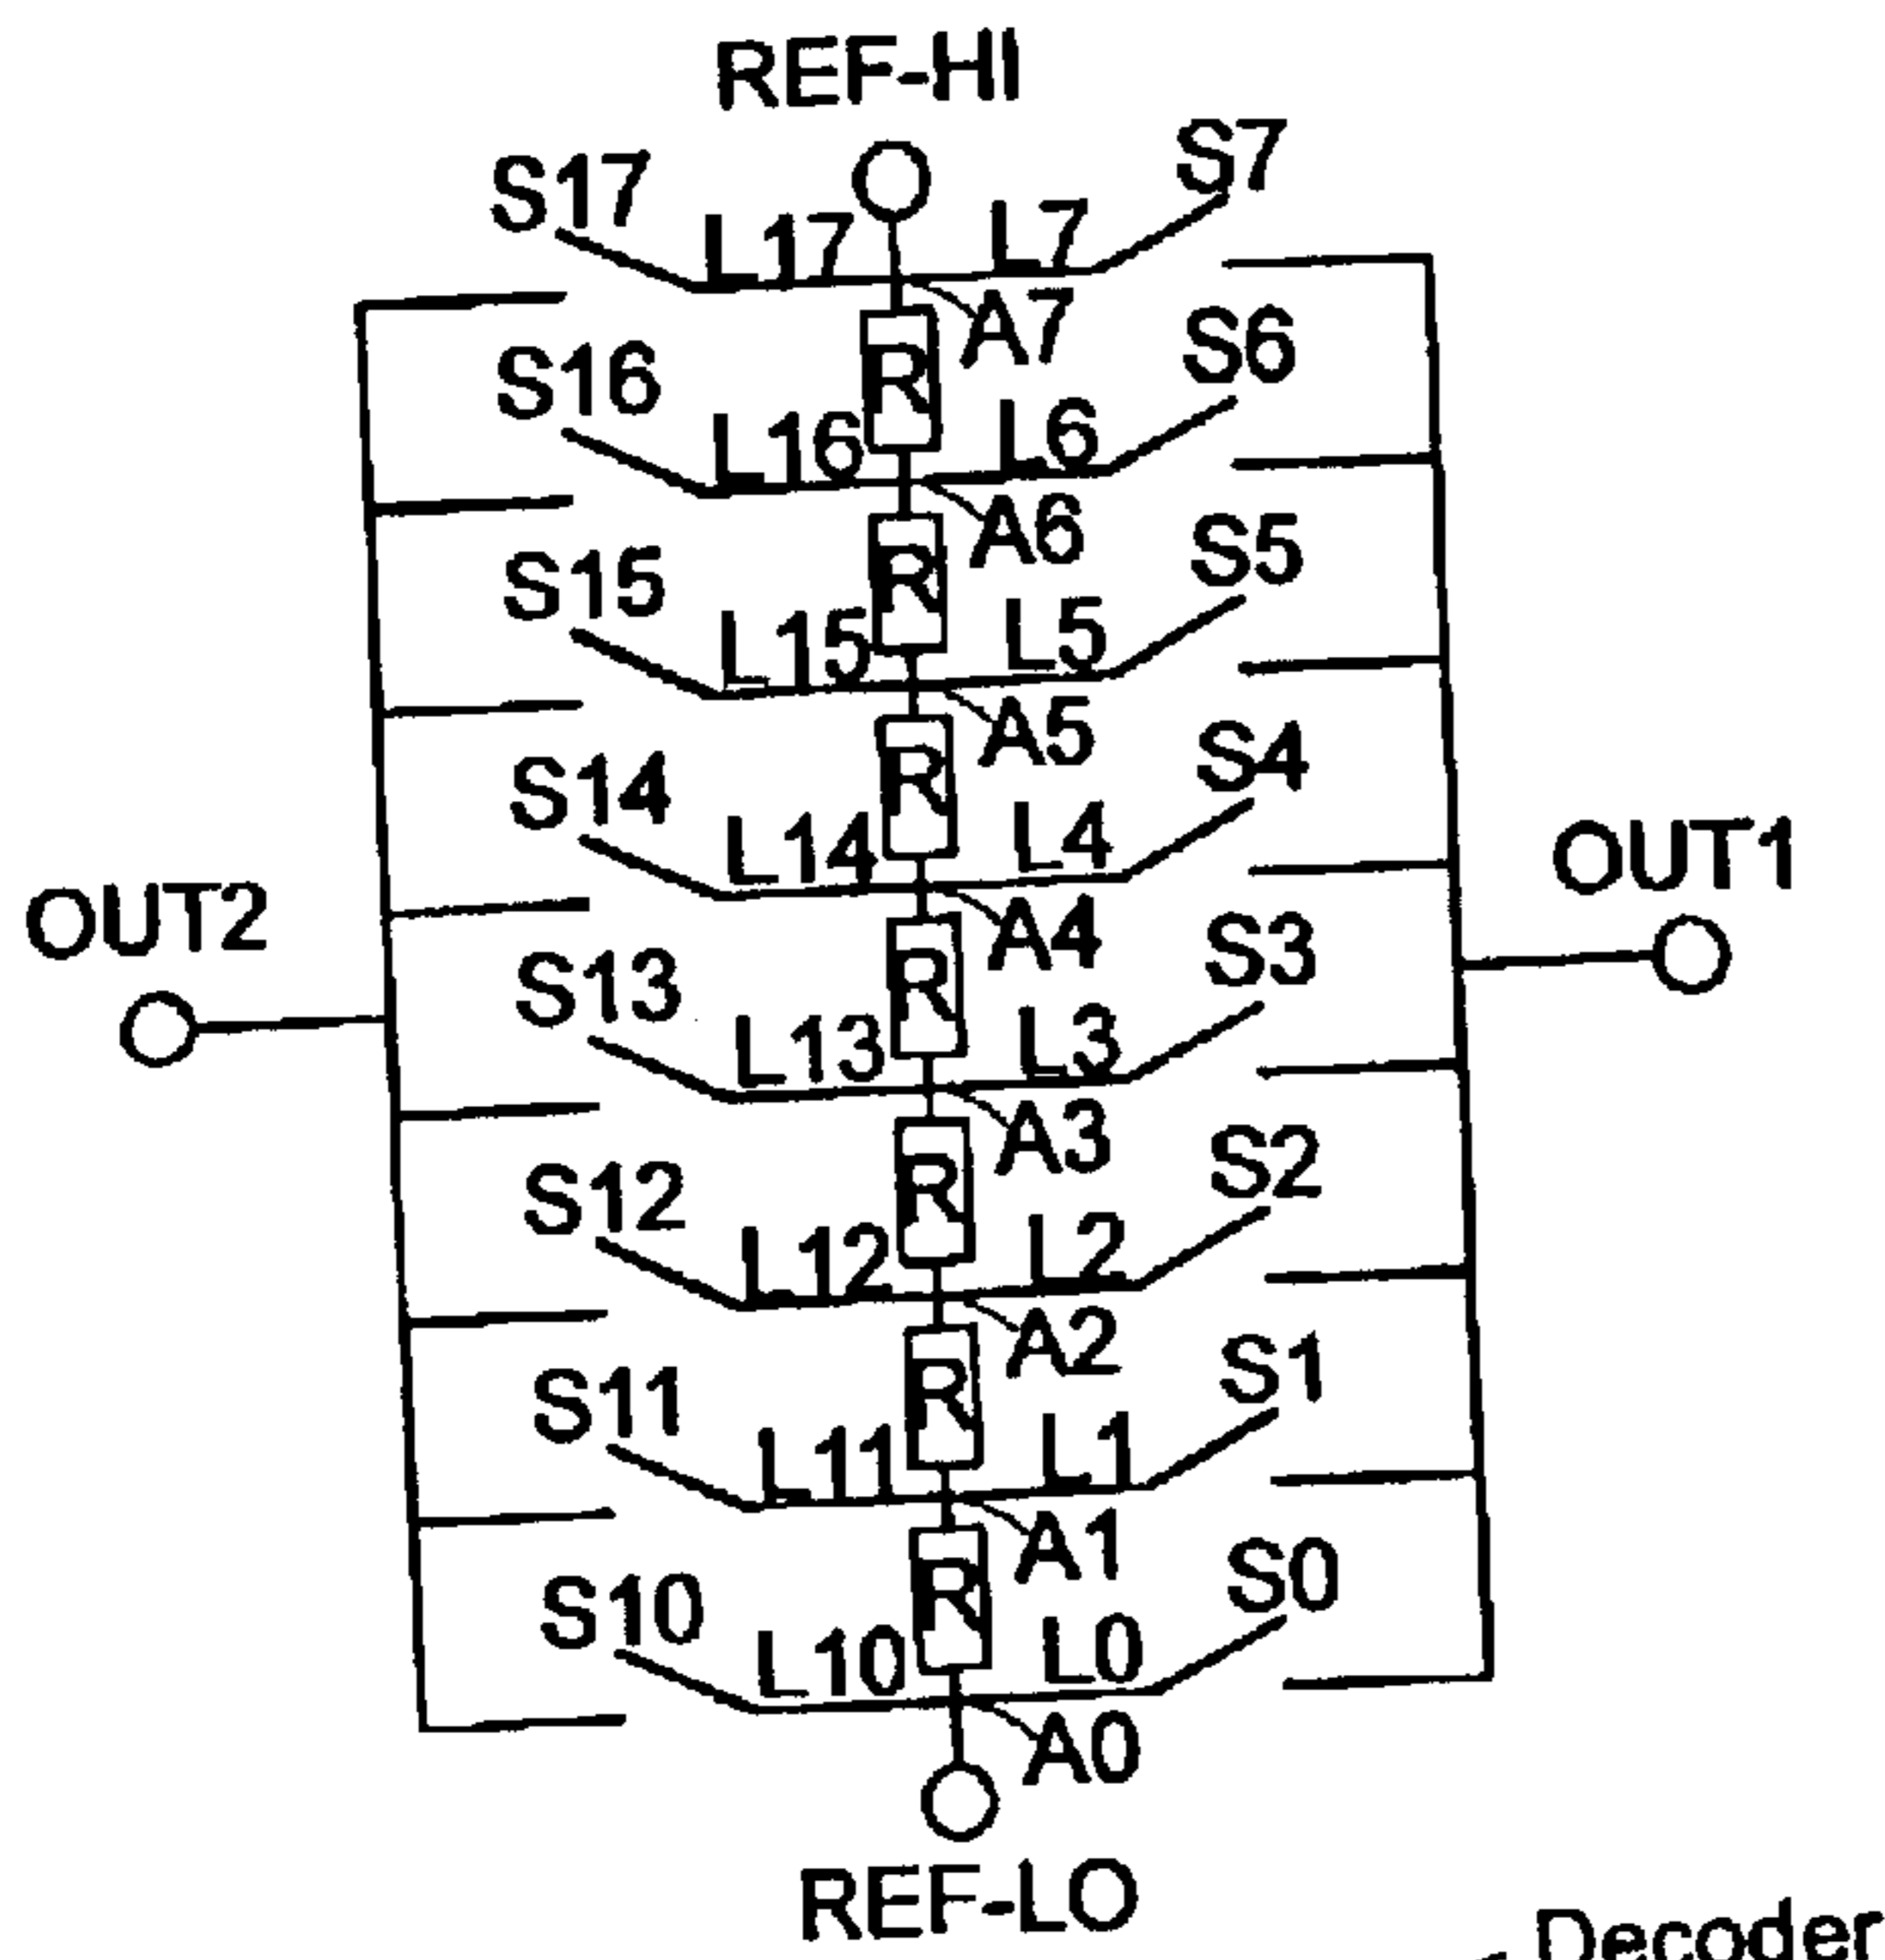 REF-HI
S17 L17 L7 S7
A7
S16 R S6
L16 L6
A6
S15 R S5
L15 L5
A5
S14 R S4
L14 L4
OUT2 OUT1
A4
S13 R S3
L13 L3
A3
S12 R S2
L12 L2
A2
S11 R S1
L11 L1
A1
S10 R S0
L10 L0
A0
REF-LO
Decoder